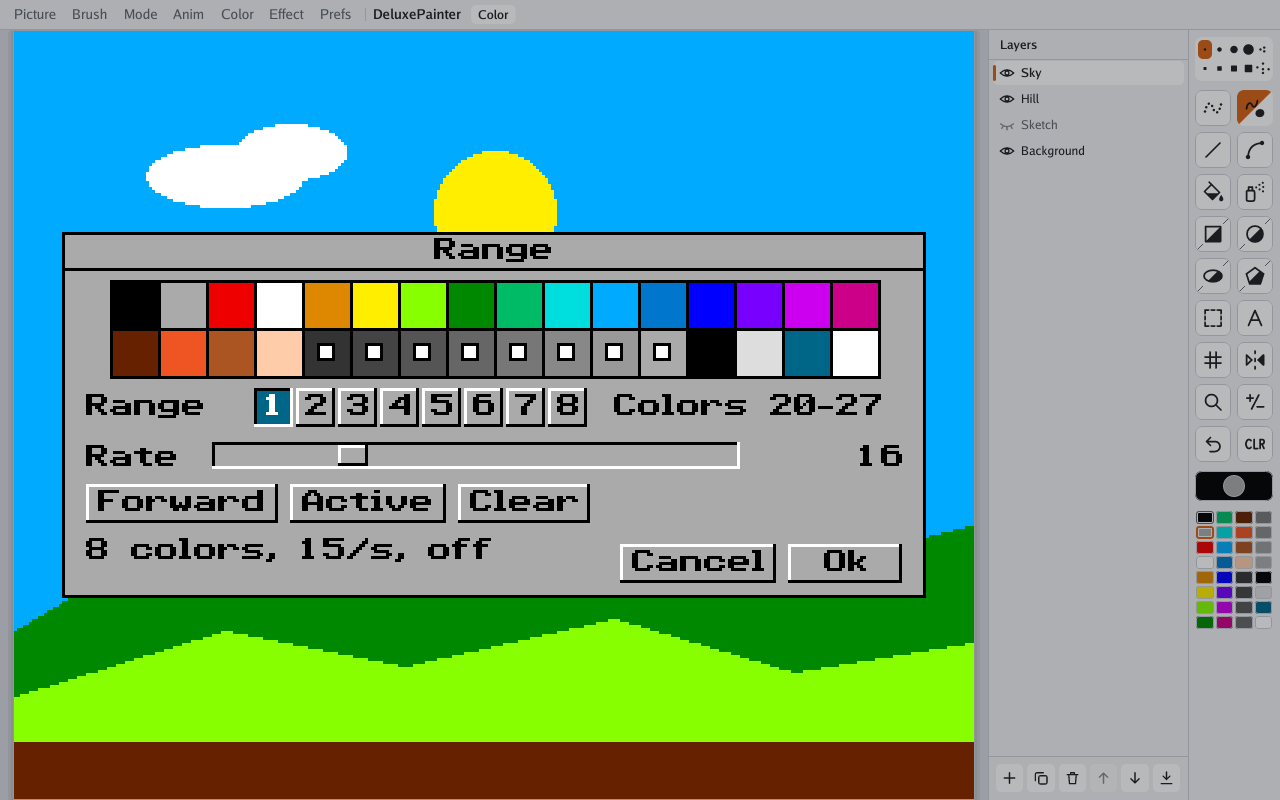 Picture Brush Mode Anim Color Effect Prefs DeluxePainter Color
Layers
Sky
Hill
Sketch
Background
CLR
Range
Range 1 2 3 4 5 6 7 8 Colors 20-27
Rate 16
Forward Active Clear
8 colors, 15/s, off
Cancel Ok